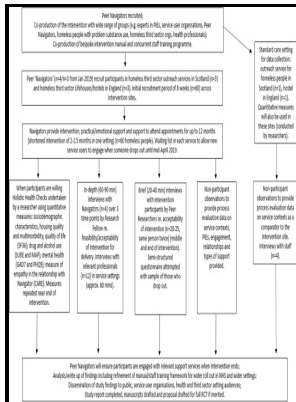 Peer Navigators recruited;
Co-production of the intervention with wide range of groups (e.g. experts in PIEs, service user organisations, Peer
Navigators, homeless people with problem substance use, homeless third sector orgs, health professionals);
Co-production of bespoke intervention manual and concurrent staff training programme.
Standard care setting
for data collection:
outreach service for
homeless people in
Scotland (n=1), hostel
in England (n=1).
Quantitative measures
will also be used in
these sites (conducted
by researchers).
Peer 'Navigators' (n=4/n=3 from Jan 2019) recruit participants in homeless third sector outreach services in Scotland (n=3)
and homeless third sector Lifehouse/hostels in England (n=3). Initial recruitment period of 8 weeks (n=60) across
intervention sites.
Navigators provide intervention, practical/emotional support and support to attend appointments for up to 12 months
(shortened intervention of 2-2.5 months in one setting) (n=60 homeless people). Waiting list in each service to allow new
service users to engage when someone drops out until mid-April 2019.
When participants are willing
Holistic Health Checks undertaken
by a researcher using quantitative
measures: sociodemographic
characteristics, housing quality
and multimorbidity; quality of life
(SF36); drug and alcohol use
(SURE and MAP); mental health
(GAD7 and PHQ9); measure of
empathy in the relationship with
Navigator (CARE). Measures
repeated near end of
intervention.
In-depth (60-90 min)
interviews with
Navigators (n=4) over 3
time points by Research
Fellow re.
feasibility/acceptability
of intervention for
delivery. Interviews with
relevant professionals
(n=12) in service settings
(approx. 60 mins).
Brief (20-40 min)
interviews with
intervention
participants by
Researchers re.
acceptability of
intervention (n=20-25,
same person twice)
(middle and end of
intervention).
Semi-structured
questionnaire attempted
with sample of those
who drop out.
Non-participant
observations to provide
process evaluation data
on service contexts,
PIEs, engagement,
relationships and
types of support
provided.
Non-participant
observations to
provide process
evaluation data on
service contexts as a
comparator to the
intervention site.
Interviews with staff
(n=4).
Peer Navigators will ensure participants are engaged with relevant support services when intervention ends;
Analysis/write up of findings including refinement of manual/staff training framework for wider roll out in NHS and wider settings;
Dissemination of study findings to public, service user organisations, health and third sector setting audiences;
Study report completed, manuscripts drafted and proposal drafted for full RCT if merited.